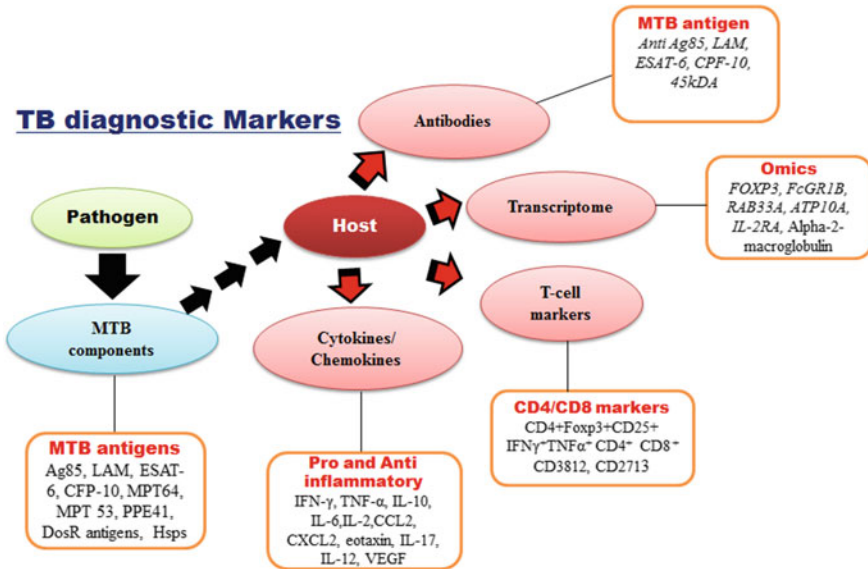 TB diagnostic Markers
MTB antigen
Anti Ag85, LAM,
ESAT-6, CPF-10,
45kDA
Antibodies
Omics
FOXP3, FcGR1B,
RAB33A, ATP10A,
IL-2RA, Alpha-2-
macroglobulin
Transcriptome
Pathogen
Host
T-cell
markers
MTB
components
Cytokines/
Chemokines
CD4/CD8 markers
CD4+Foxp3+CD25+
IFNγ⁺TNFα⁺ CD4⁺ CD8⁺
CD3812, CD2713
MTB antigens
Ag85, LAM, ESAT-
6, CFP-10, MPT64,
MPT 53, PPE41,
DosR antigens, Hsps
Pro and Anti
inflammatory
IFN-γ, TNF-α, IL-10,
IL-6,IL-2,CCL2,
CXCL2, eotaxin, IL-17,
IL-12, VEGF